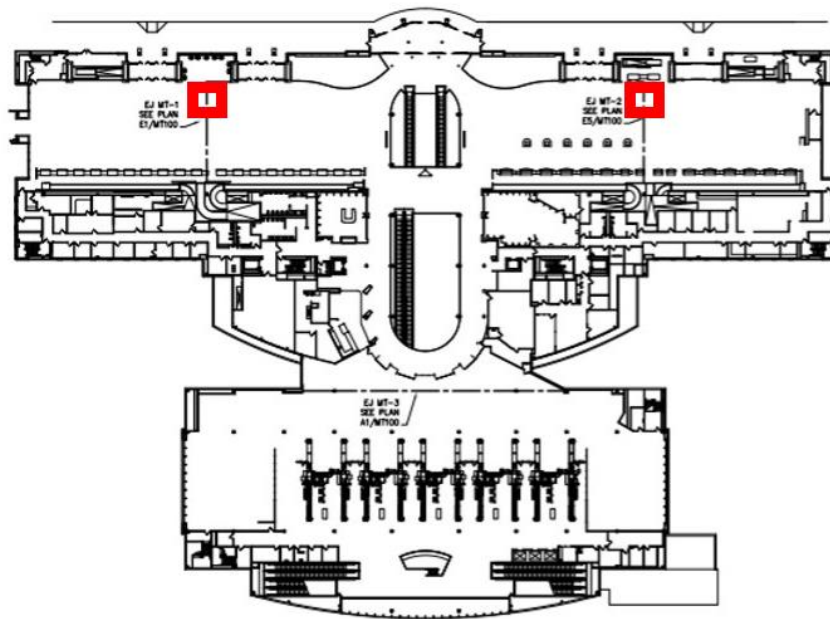 EJ MT-1
SEE PLAN
E1/MT100
EJ MT-2
SEE PLAN
E5/MT100
EJ MT-3
SEE PLAN
A1/MT100